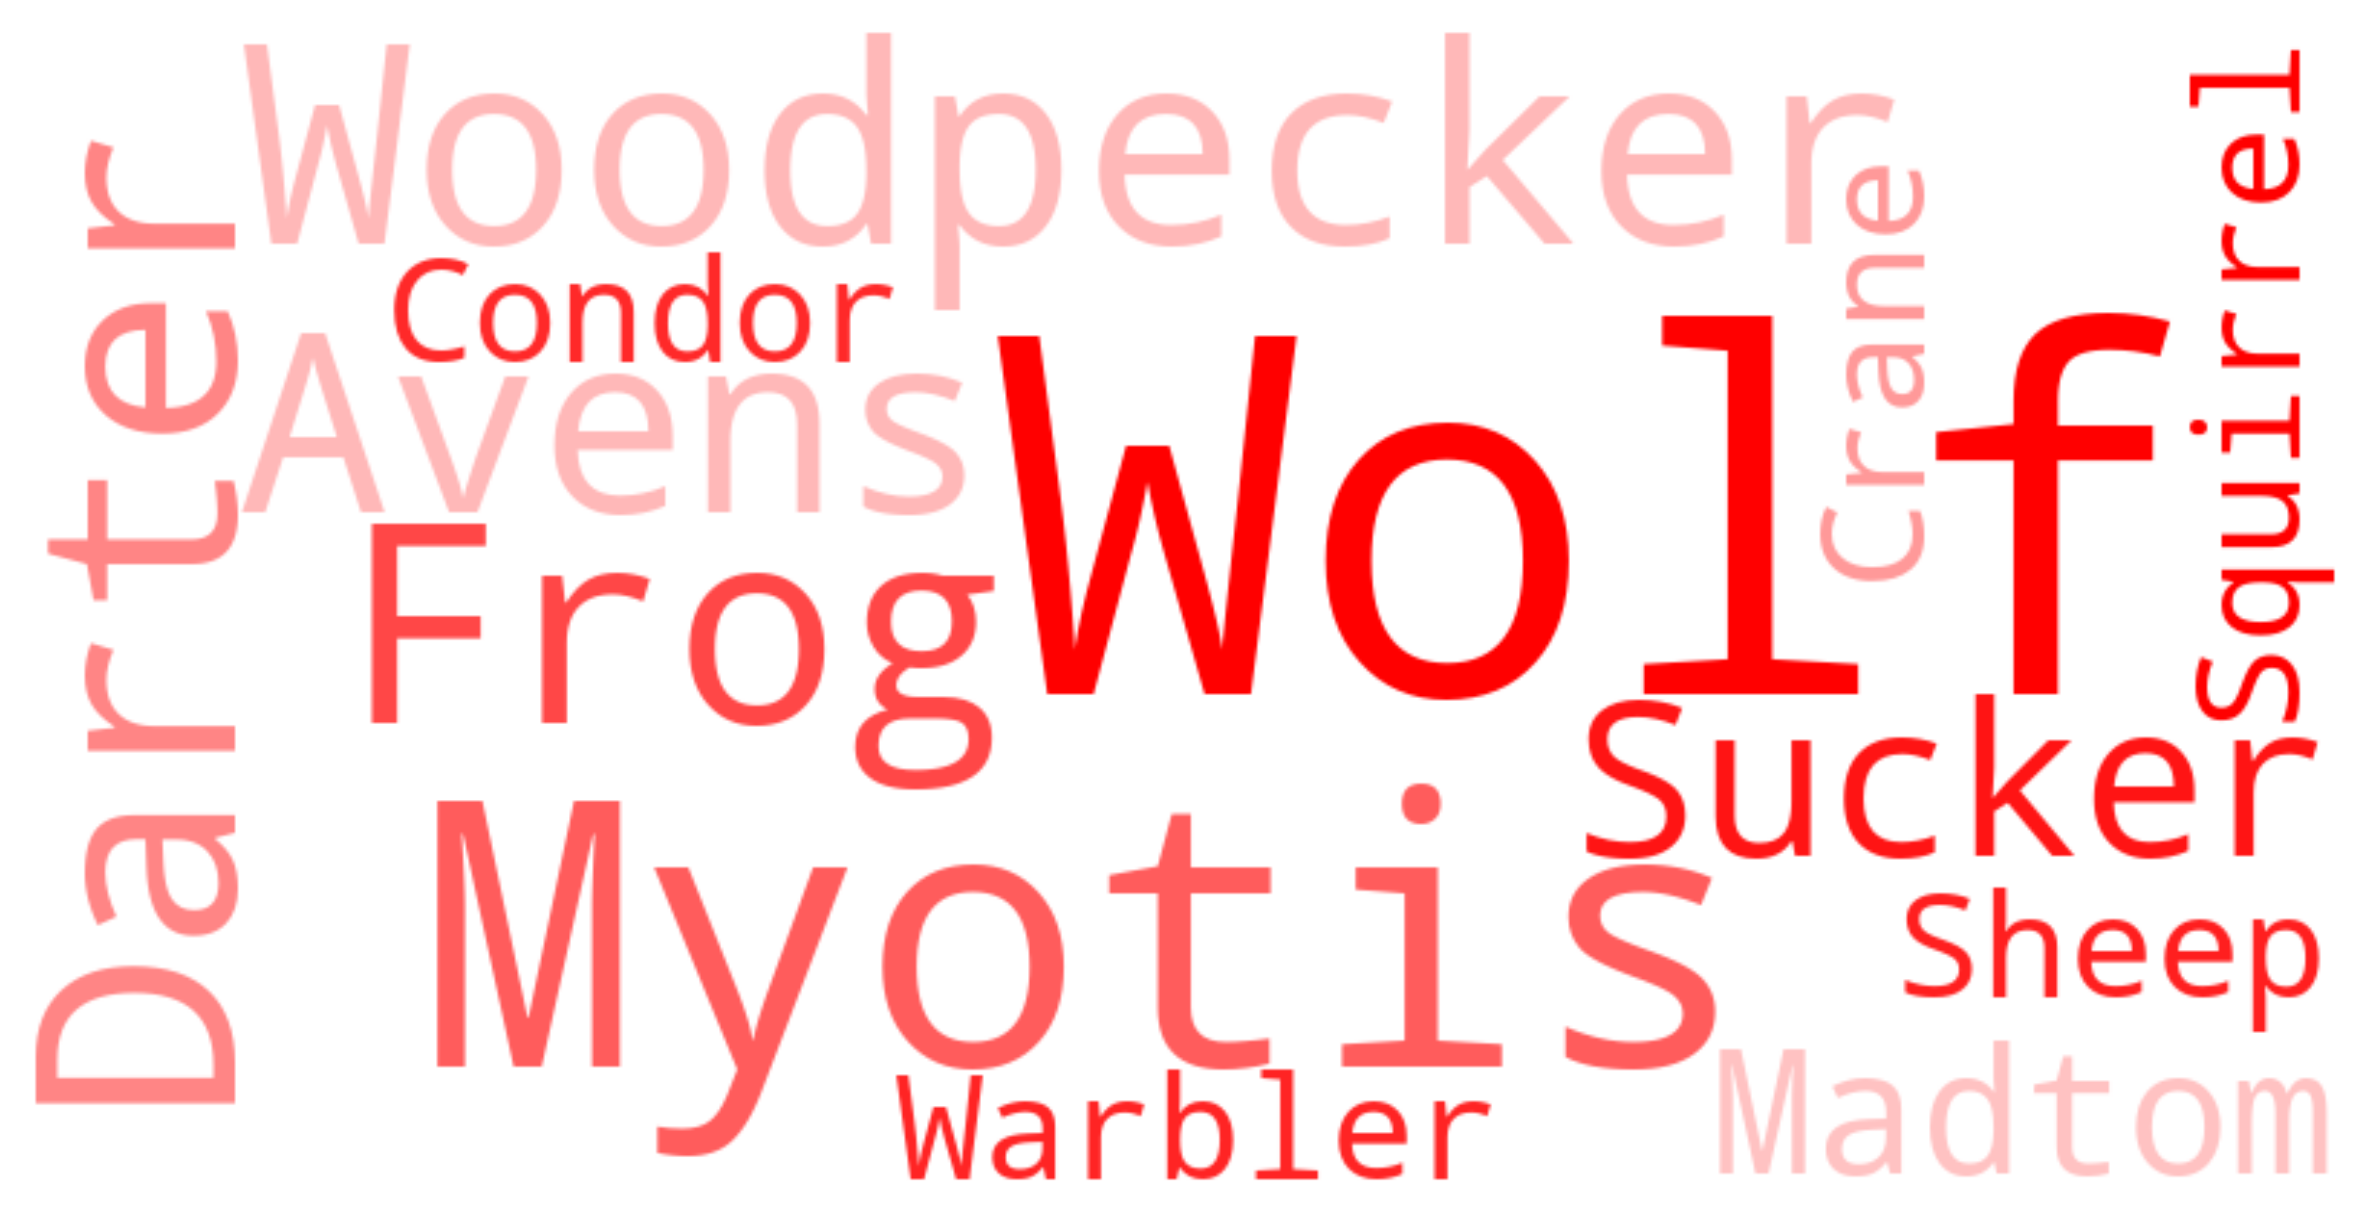 Woodpecker
Squirrel
Darter
Crane
Condor
Avens
Wolf
Frog
Sucker
Myotis
Sheep
Warbler
Madtom